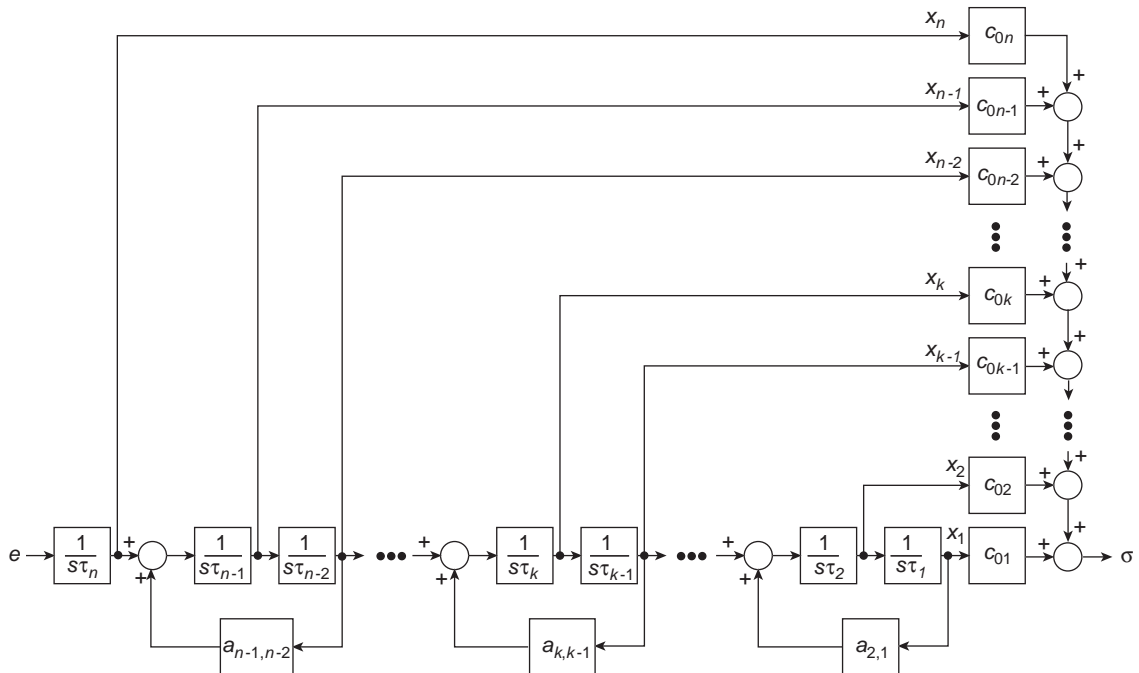 xₙ c₀ₙ +
xₙ₋₁ + c₀ₙ₋₁ +
xₙ₋₂ + c₀ₙ₋₂
+
xₖ + c₀ₖ +
xₖ₋₁ + c₀ₖ₋₁
+
x₂ + c₀₂ +
e 1/sτₙ + + 1/sτₙ₋₁ 1/sτₙ₋₂ + + 1/sτₖ 1/sτₖ₋₁ + + 1/sτ₂ 1/sτ₁ x₁ c₀₁ + σ
aₙ₋₁,ₙ₋₂ aₖ,ₖ₋₁ a₂,₁